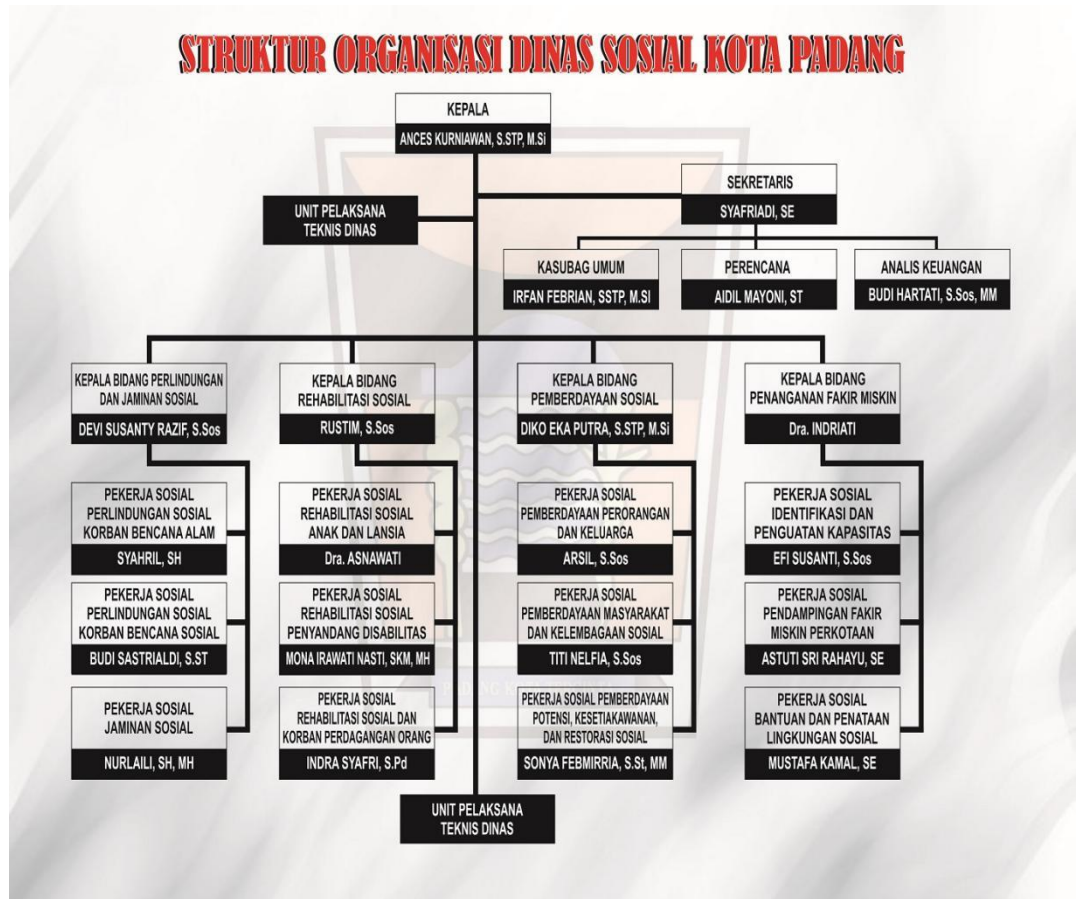 STRUKTUR ORGANISASI DINAS SOSIAL KOTA PADANG
KEPALA
ANCES KURNIAWAN, S.STP, M.Si
SEKRETARIS
SYAFRIADI, SE
UNIT PELAKSANA
TEKNIS DINAS
KASUBAG UMUM
IRFAN FEBRIAN, SSTP, M.SI
PERENCANA
AIDIL MAYONI, ST
ANALIS KEUANGAN
BUDI HARTATI, S.Sos, MM
KEPALA BIDANG PERLINDUNGAN
DAN JAMINAN SOSIAL
DEVI SUSANTY RAZIF, S.Sos
KEPALA BIDANG
REHABILITASI SOSIAL
RUSTIM, S.Sos
KEPALA BIDANG
PEMBERDAYAAN SOSIAL
DIKO EKA PUTRA, S.STP, M.Si
KEPALA BIDANG
PENANGANAN FAKIR MISKIN
Dra. INDRIATI
PEKERJA SOSIAL
PERLINDUNGAN SOSIAL
KORBAN BENCANA ALAM
SYAHRIL, SH
PEKERJA SOSIAL
REHABILITASI SOSIAL
ANAK DAN LANSIA
Dra. ASNAWATI
PEKERJA SOSIAL
PEMBERDAYAAN PERORANGAN
DAN KELUARGA
ARSIL, S.Sos
PEKERJA SOSIAL
IDENTIFIKASI DAN
PENGUATAN KAPASITAS
EFI SUSANTI, S.Sos
PEKERJA SOSIAL
PERLINDUNGAN SOSIAL
KORBAN BENCANA SOSIAL
BUDI SASTRIALDI, S.ST
PEKERJA SOSIAL
REHABILITASI SOSIAL
PENYANDANG DISABILITAS
MONA IRAWATI NASTI, SKM, MH
PEKERJA SOSIAL
PEMBERDAYAAN MASYARAKAT
DAN KELEMBAGAAN SOSIAL
TITI NELFIA, S.Sos
PEKERJA SOSIAL
PENDAMPINGAN FAKIR
MISKIN PERKOTAAN
ASTUTI SRI RAHAYU, SE
PEKERJA SOSIAL
JAMINAN SOSIAL
NURLAILI, SH, MH
PEKERJA SOSIAL
REHABILITASI SOSIAL DAN
KORBAN PERDAGANGAN ORANG
INDRA SYAFRI, S.Pd
PEKERJA SOSIAL PEMBERDAYAAN
POTENSI, KESETIAKAWANAN,
DAN RESTORASI SOSIAL
SONYA FEBMIRRIA, S.St, MM
PEKERJA SOSIAL
BANTUAN DAN PENATAAN
LINGKUNGAN SOSIAL
MUSTAFA KAMAL, SE
UNIT PELAKSANA
TEKNIS DINAS